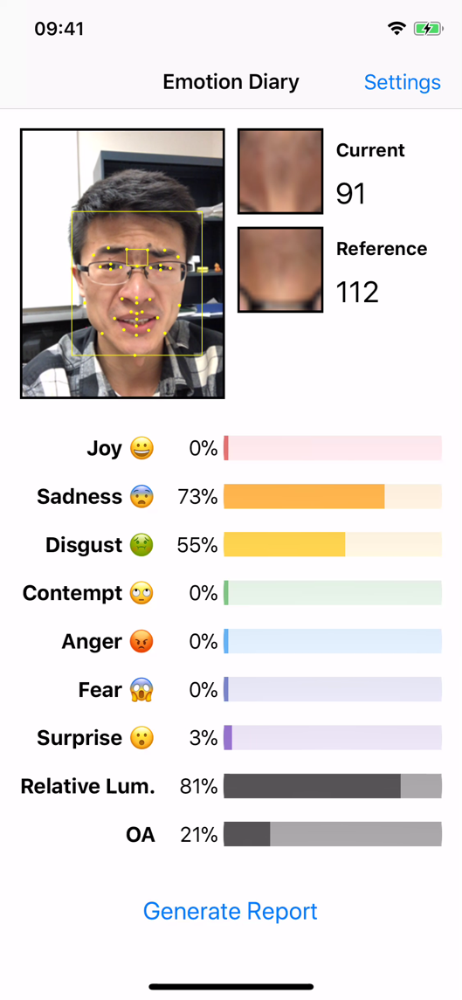 09:41
Emotion Diary Settings
Current
91
Reference
112
Joy 😀 0%
Sadness 😨 73%
Disgust 🤢 55%
Contempt 🙄 0%
Anger 😡 0%
Fear 😱 0%
Surprise 😮 3%
Relative Lum. 81%
OA 21%
Generate Report